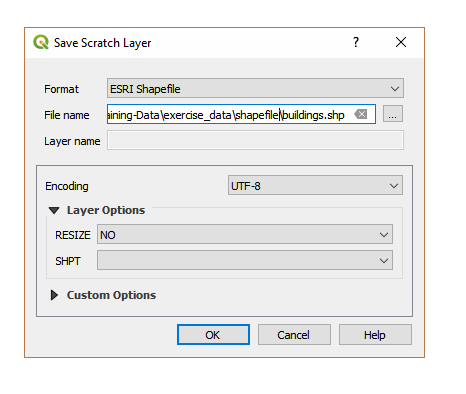 Save Scratch Layer ?
Format ESRI Shapefile
File name aining-Data\exercise_data\shapefile\buildings.shp ...
Layer name
Encoding UTF-8
Layer Options
RESIZE NO
SHPT
Custom Options
OK Cancel Help